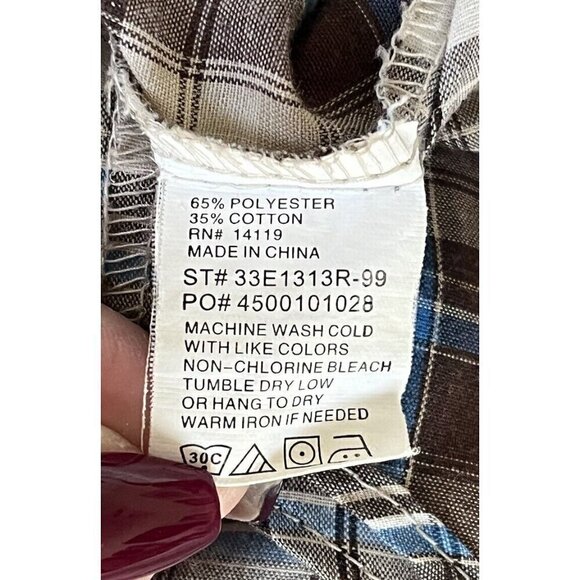 65% POLYESTER
35% COTTON
RN# 14119
MADE IN CHINA
ST# 33E1313R-99
PO# 4500101028
MACHINE WASH COLD
WITH LIKE COLORS
NON-CHLORINE BLEACH
TUMBLE DRY LOW
OR HANG TO DRY
WARM IRON IF NEEDED
30C